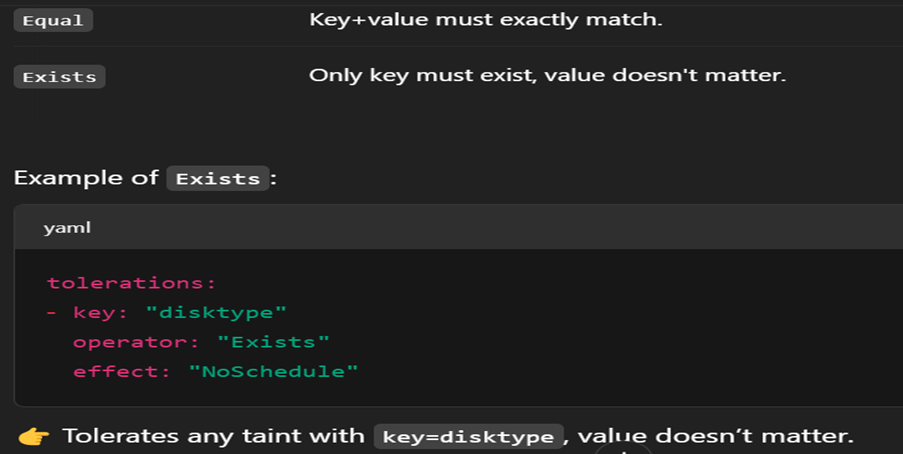 Equal Key+value must exactly match.
Exists Only key must exist, value doesn't matter.
Example of Exists:
yaml
tolerations:
- key: "disktype"
  operator: "Exists"
  effect: "NoSchedule"
👉 Tolerates any taint with key=disktype, value doesn’t matter.